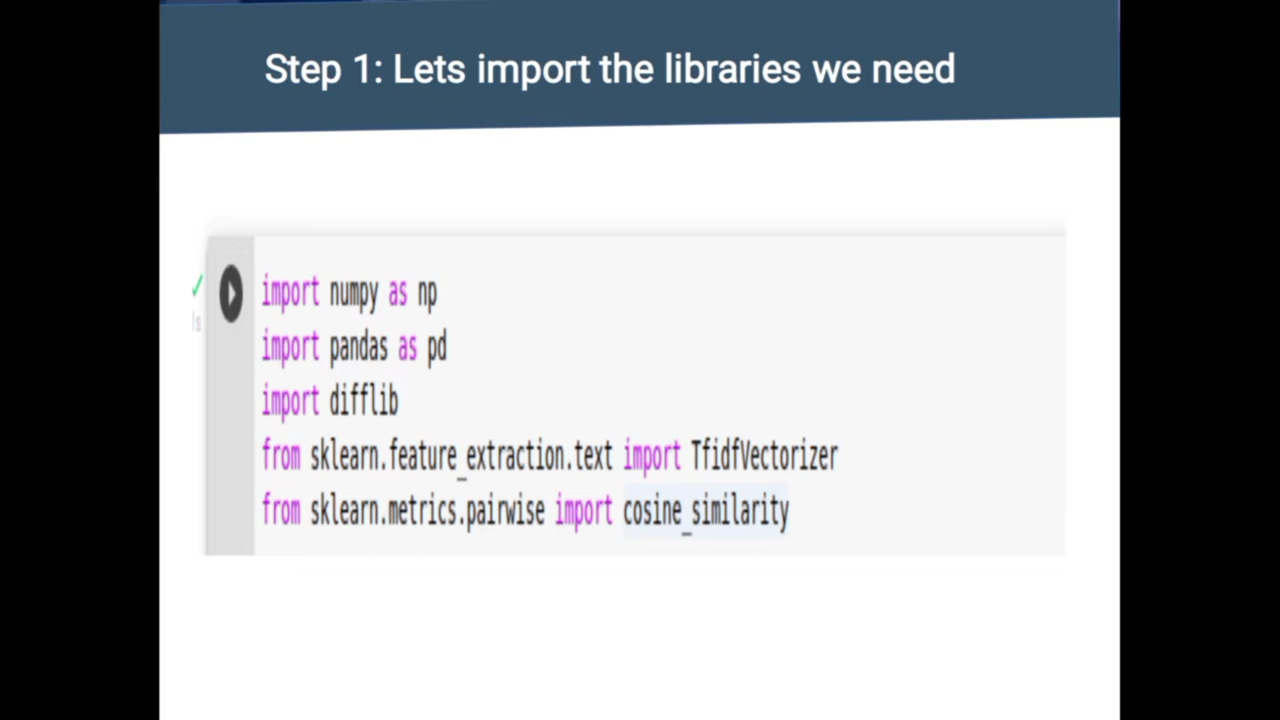 Step 1: Lets import the libraries we need
import numpy as np
import pandas as pd
import difflib
from sklearn.feature_extraction.text import TfidfVectorizer
from sklearn.metrics.pairwise import cosine_similarity